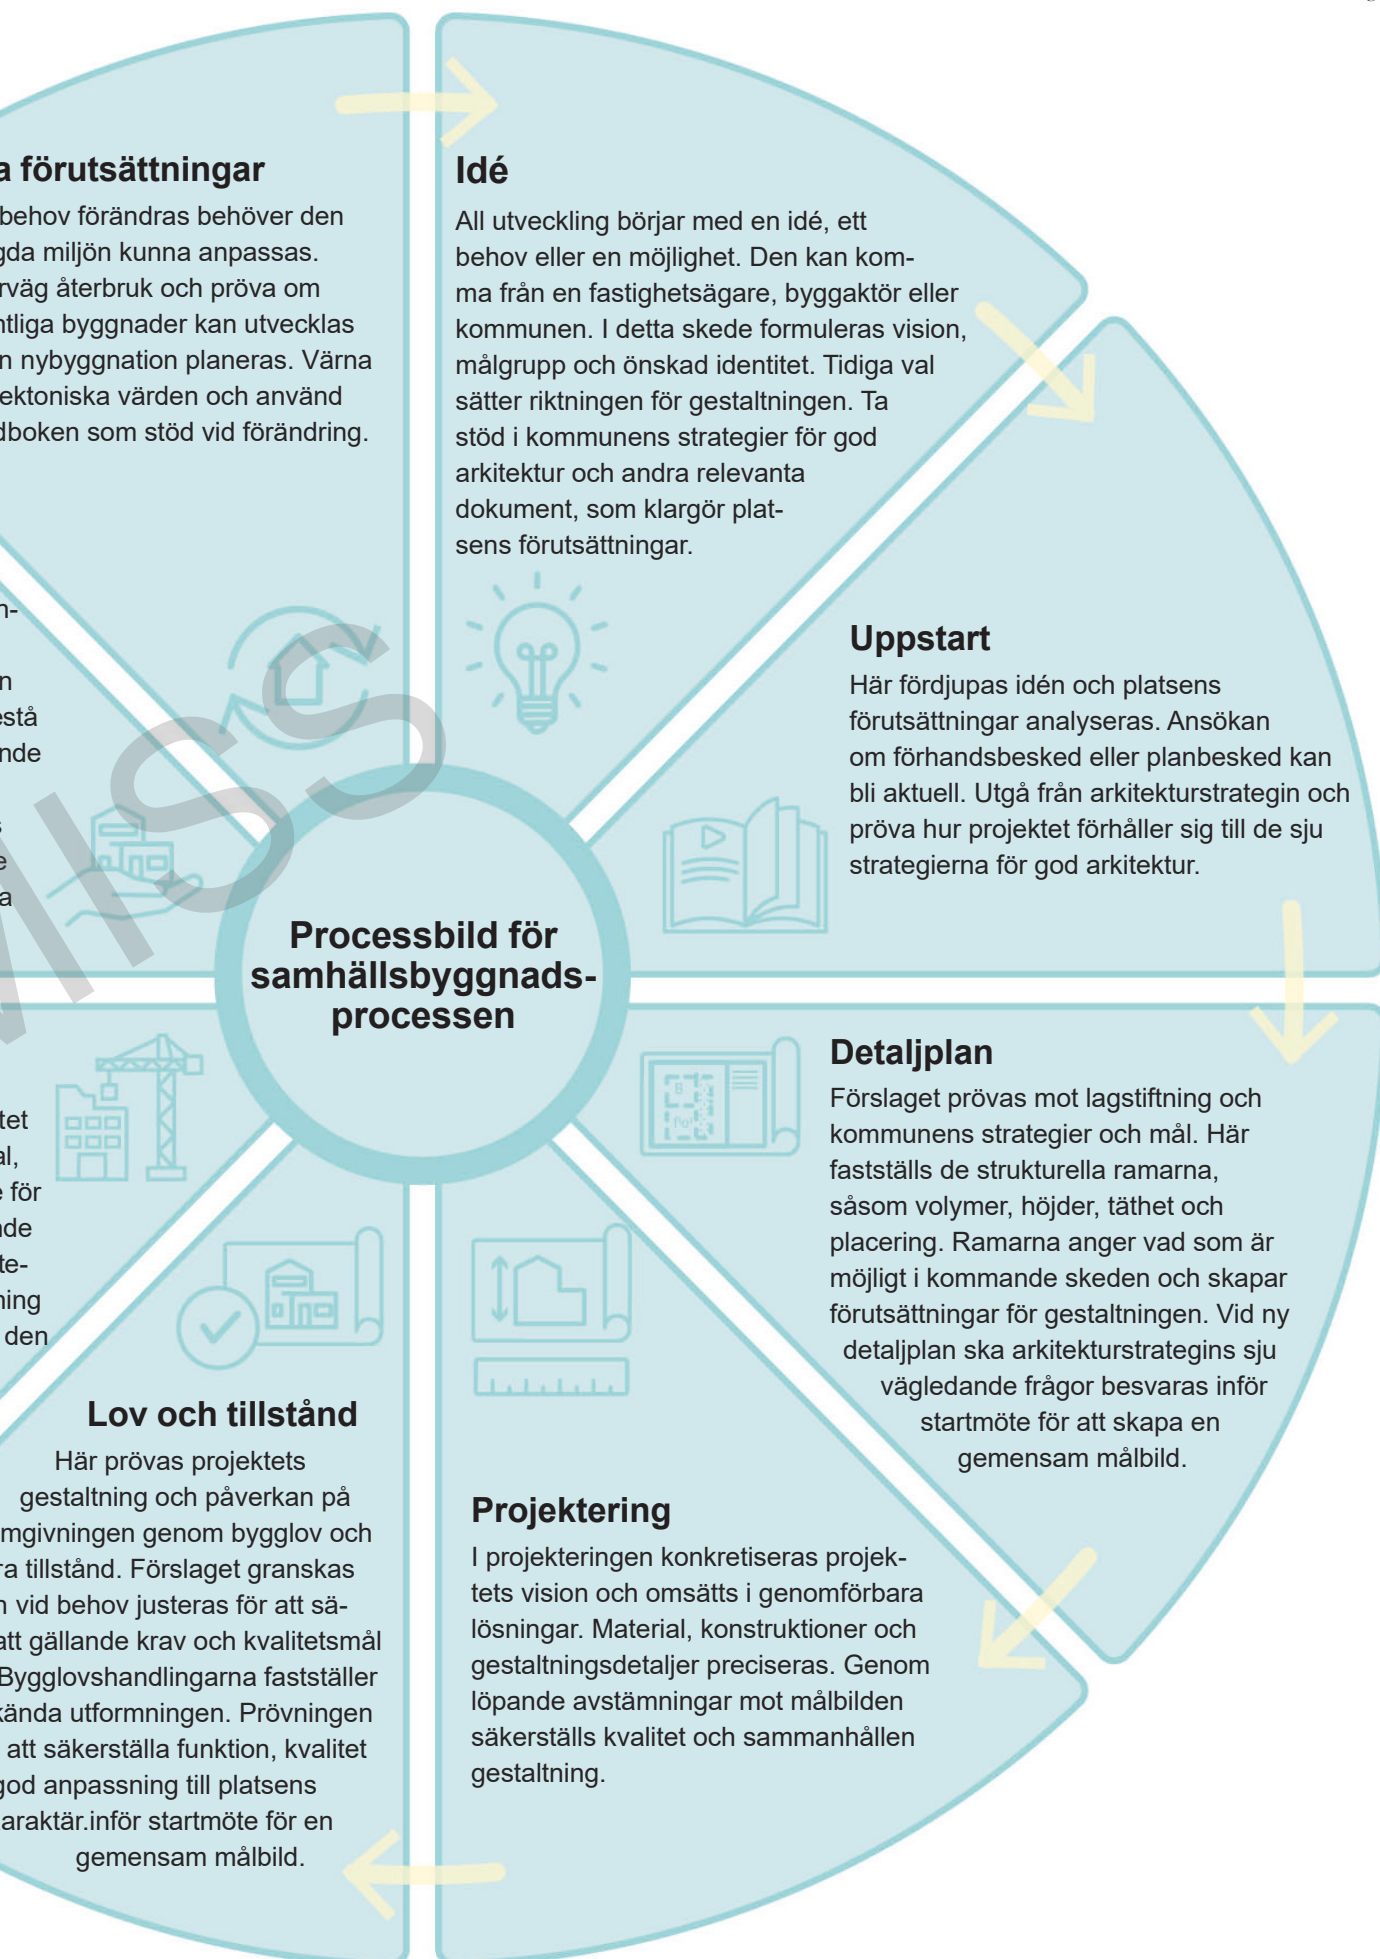 a förutsättningar
behov förändras behöver den
gda miljön kunna anpassas.
rväg återbruk och pröva om
ntliga byggnader kan utvecklas
n nybyggnation planeras. Värna
ektoniska värden och använd
dboken som stöd vid förändring.
Idé
All utveckling börjar med en idé, ett
behov eller en möjlighet. Den kan kom-
ma från en fastighetsägare, byggaktör eller
kommunen. I detta skede formuleras vision,
målgrupp och önskad identitet. Tidiga val
sätter riktningen för gestaltningen. Ta
stöd i kommunens strategier för god
arkitektur och andra relevanta
dokument, som klargör plat-
sens förutsättningar.
Uppstart
Här fördjupas idén och platsens
förutsättningar analyseras. Ansökan
om förhandsbesked eller planbesked kan
bli aktuell. Utgå från arkitekturstrategin och
pröva hur projektet förhåller sig till de sju
strategierna för god arkitektur.
n-
n
estå
nde
s
e
a
MISS
Processbild för
samhällsbyggnads-
processen
Detaljplan
Förslaget prövas mot lagstiftning och
kommunens strategier och mål. Här
fastställs de strukturella ramarna,
såsom volymer, höjder, täthet och
placering. Ramarna anger vad som är
möjligt i kommande skeden och skapar
förutsättningar för gestaltningen. Vid ny
detaljplan ska arkitekturstrategins sju
vägledande frågor besvaras inför
startmöte för att skapa en
gemensam målbild.
B
tet
al,
e för
nde
te-
ning
den
Projektering
I projekteringen konkretiseras projek-
tets vision och omsätts i genomförbara
lösningar. Material, konstruktioner och
gestaltningsdetaljer preciseras. Genom
löpande avstämningar mot målbilden
säkerställs kvalitet och sammanhållen
gestaltning.
Lov och tillstånd
Här prövas projektets
gestaltning och påverkan på
mgivningen genom bygglov och
ra tillstånd. Förslaget granskas
n vid behov justeras för att sä-
att gällande krav och kvalitetsmål
Bygglovshandlingarna fastställer
kända utformningen. Prövningen
att säkerställa funktion, kvalitet
god anpassning till platsens
araktär.inför startmöte för en
gemensam målbild.